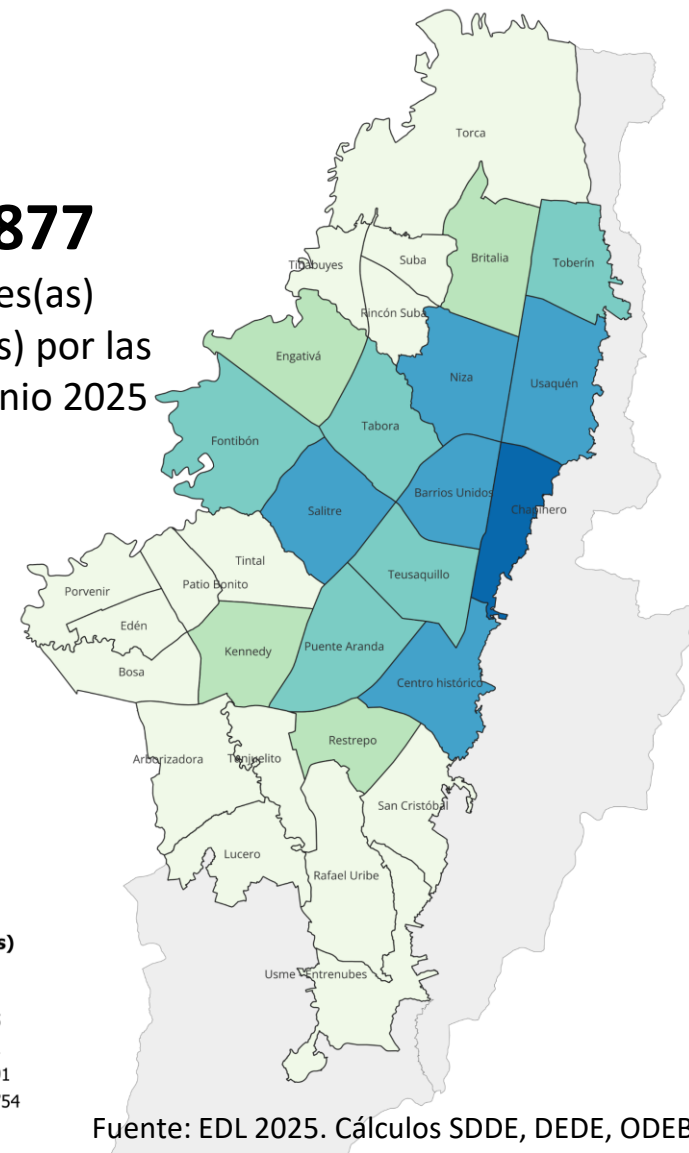 877
es(as)
s) por las
nio 2025
Torca
Tibabuyes
Suba
Britalia
Toberín
Rincón Suba
Engativá
Niza
Usaquén
Tabora
Fontibón
Barrios Unidos
Salitre
Chapinero
Tintal
Teusaquillo
Patio Bonito
Porvenir
Edén
Kennedy
Puente Aranda
Bosa
Centro histórico
Restrepo
Arborizadora
Tunjuelito
San Cristóbal
Lucero
Rafael Uribe
s)
Usme - Entrenubes
01
754
Fuente: EDL 2025. Cálculos SDDE, DEDE, ODEB